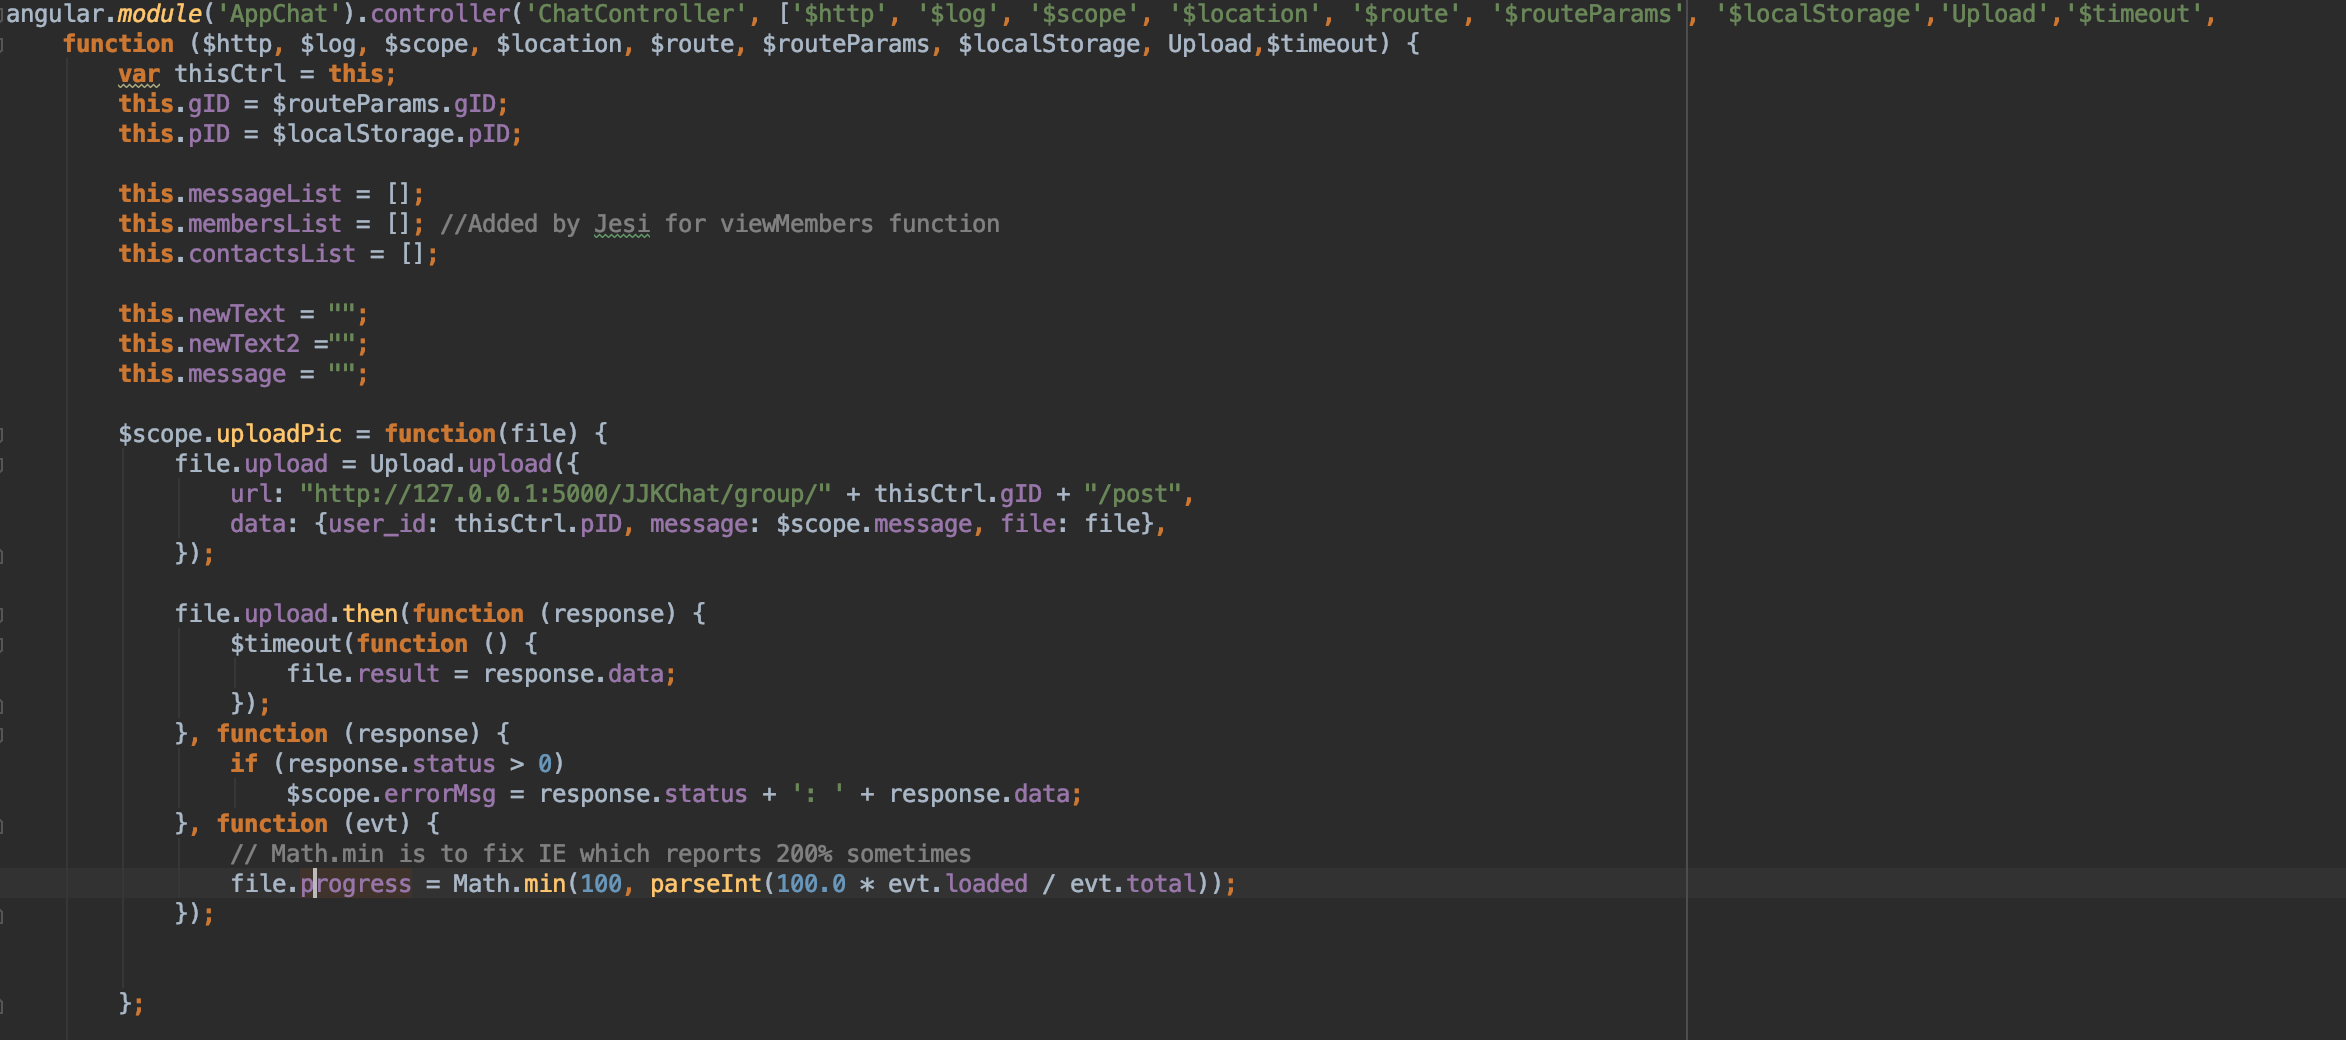 angular.module('AppChat').controller('ChatController', ['$http', '$log', '$scope', '$location', '$route', '$routeParams', '$localStorage','Upload','$timeout',
function ($http, $log, $scope, $location, $route, $routeParams, $localStorage, Upload,$timeout) {
var thisCtrl = this;
this.gID = $routeParams.gID;
this.pID = $localStorage.pID;
this.messageList = [];
this.membersList = []; //Added by Jesi for viewMembers function
this.contactsList = [];
this.newText = "";
this.newText2 ="";
this.message = "";
$scope.uploadPic = function(file) {
file.upload = Upload.upload({
url: "http://127.0.0.1:5000/JJKChat/group/" + thisCtrl.gID + "/post",
data: {user_id: thisCtrl.pID, message: $scope.message, file: file},
});
file.upload.then(function (response) {
$timeout(function () {
file.result = response.data;
});
}, function (response) {
if (response.status > 0)
$scope.errorMsg = response.status + ': ' + response.data;
}, function (evt) {
// Math.min is to fix IE which reports 200% sometimes
file.progress = Math.min(100, parseInt(100.0 * evt.loaded / evt.total));
});
};